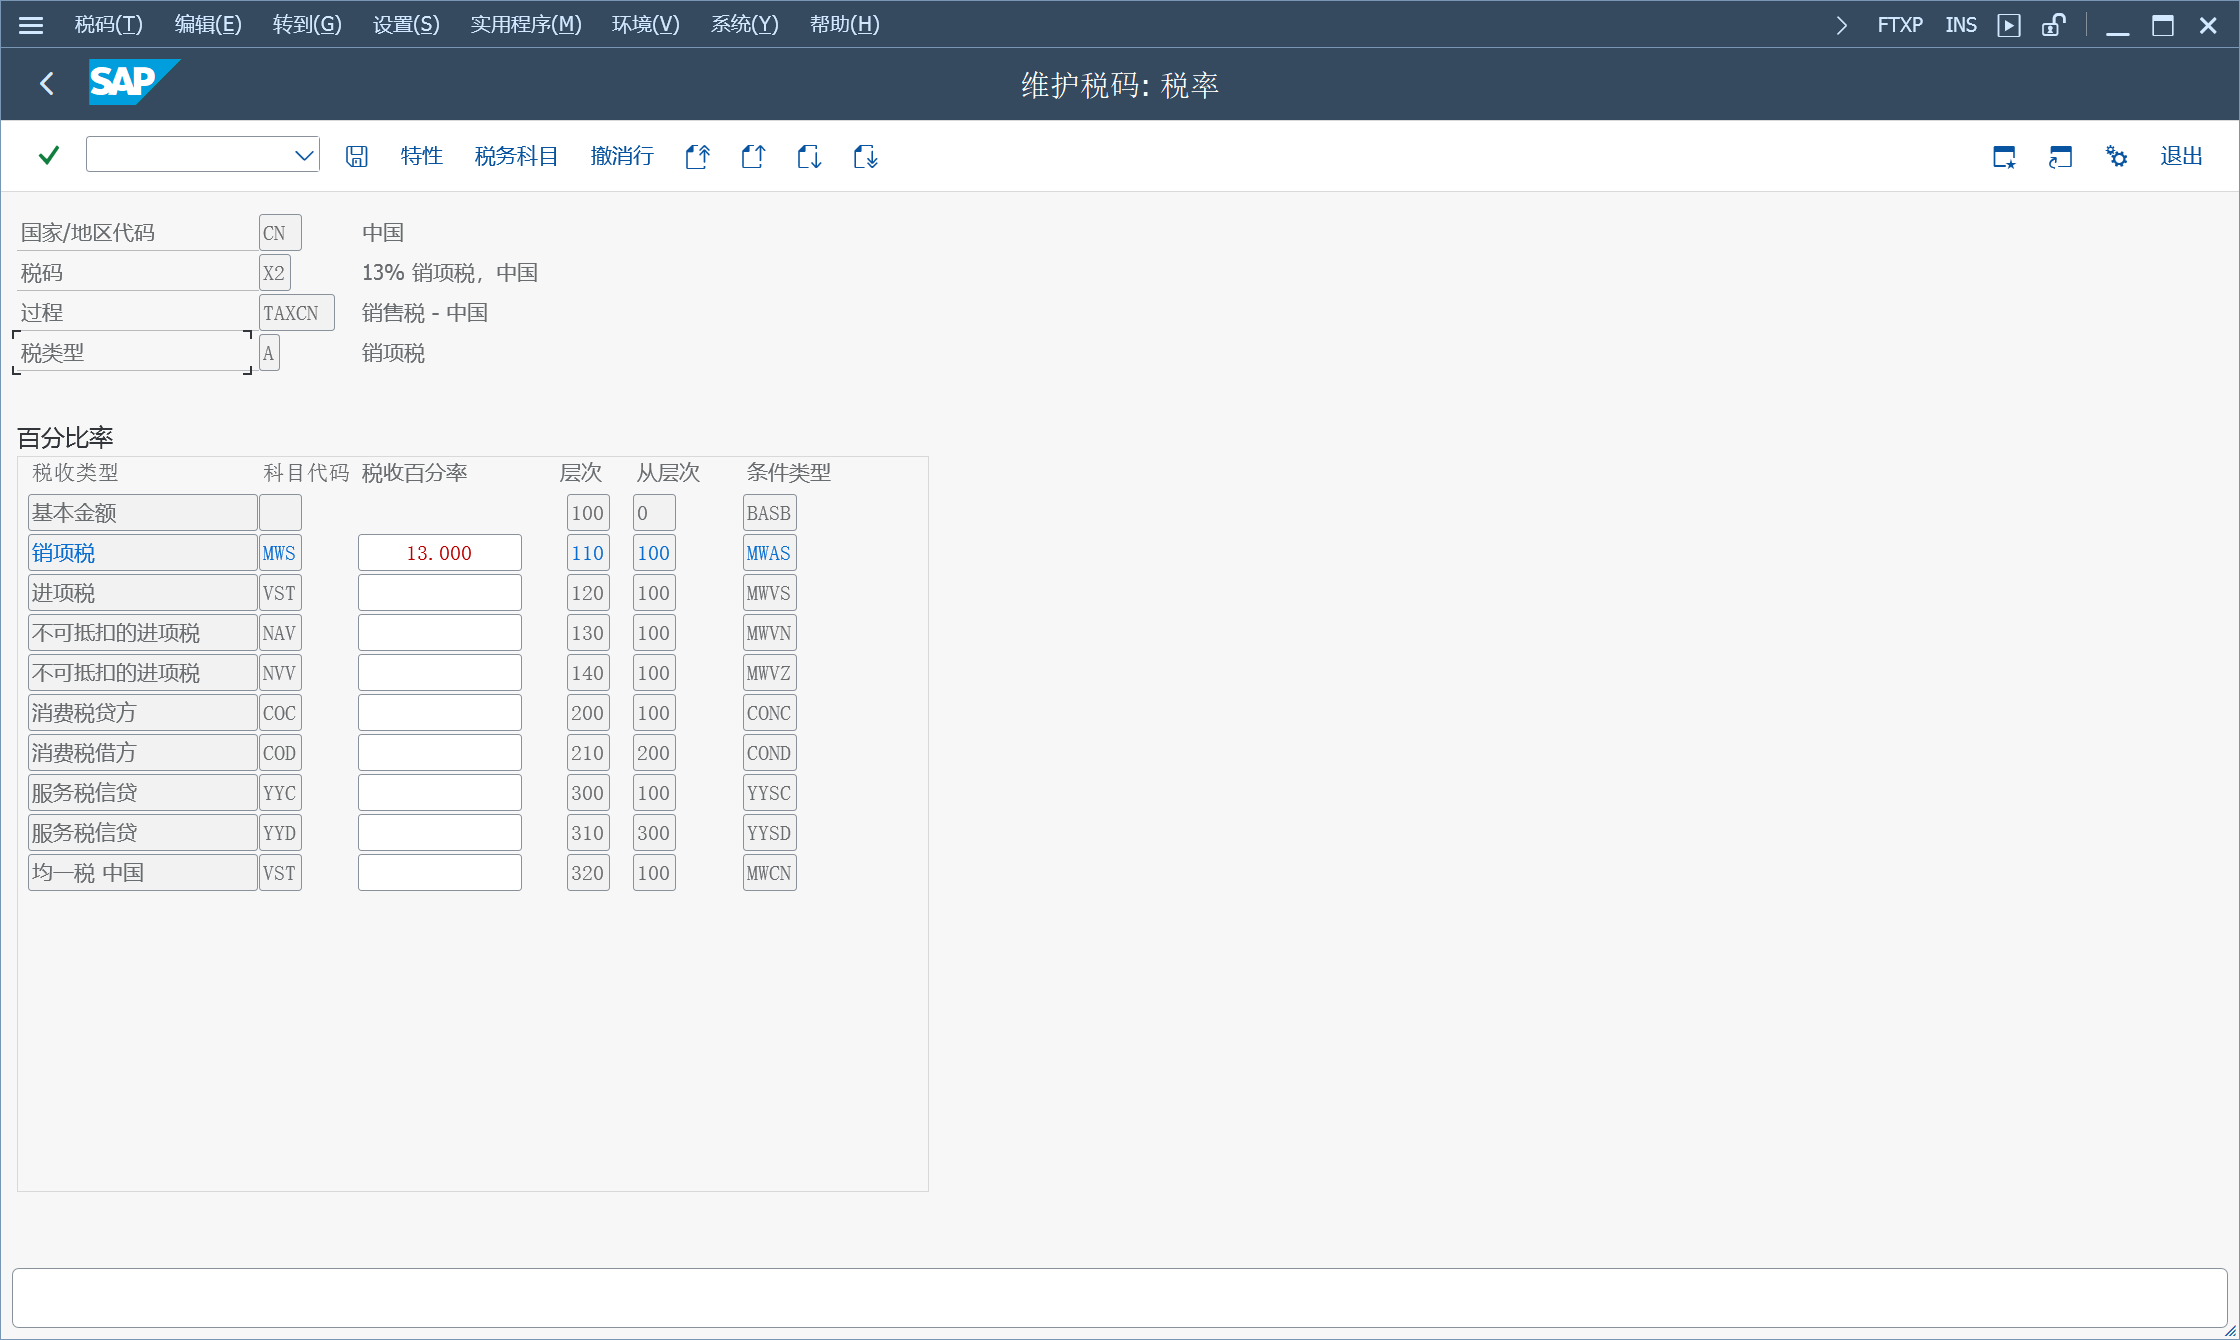 税码(T) 编辑(E) 转到(G) 设置(S) 实用程序(M) 环境(V) 系统(Y) 帮助(H) FTXP INS
SAP 维护税码: 税率
特性 税务科目 撤消行 退出
国家/地区代码 CN 中国
税码 X2 13% 销项税，中国
过程 TAXCN 销售税 - 中国
税类型 A 销项税
百分比率
税收类型 科目代码 税收百分率 层次 从层次 条件类型
基本金额 100 0 BASB
销项税 MWS 13.000 110 100 MWAS
进项税 VST 120 100 MWVS
不可抵扣的进项税 NAV 130 100 MWVN
不可抵扣的进项税 NVV 140 100 MWVZ
消费税贷方 COC 200 100 CONC
消费税借方 COD 210 200 COND
服务税信贷 YYC 300 100 YYSC
服务税信贷 YYD 310 300 YYSD
均一税 中国 VST 320 100 MWCN